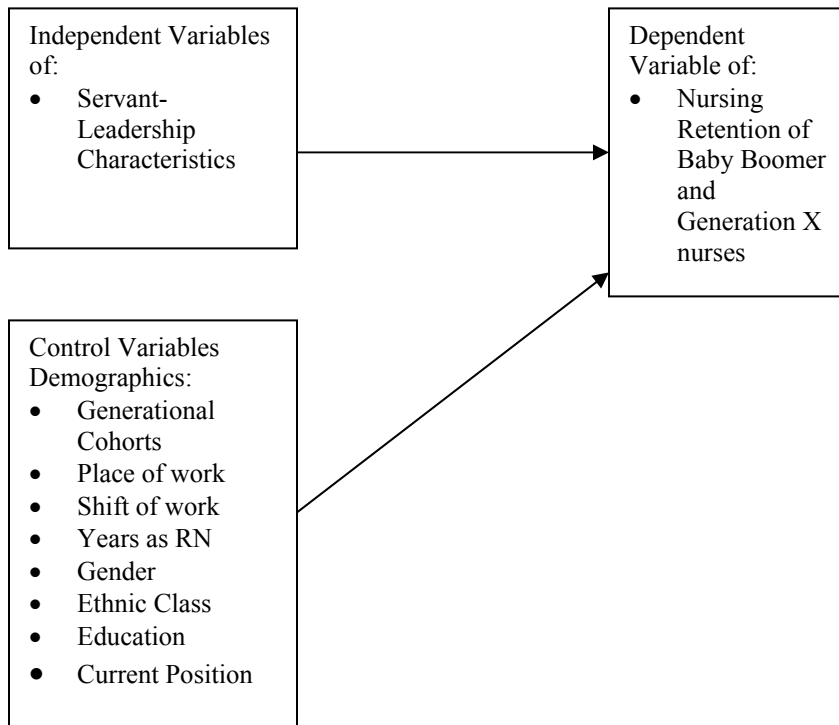 Independent Variables
of:
• Servant-
Leadership
Characteristics
Dependent
Variable of:
• Nursing
Retention of
Baby Boomer
and
Generation X
nurses
Control Variables
Demographics:
• Generational
Cohorts
• Place of work
• Shift of work
• Years as RN
• Gender
• Ethnic Class
• Education
• Current Position